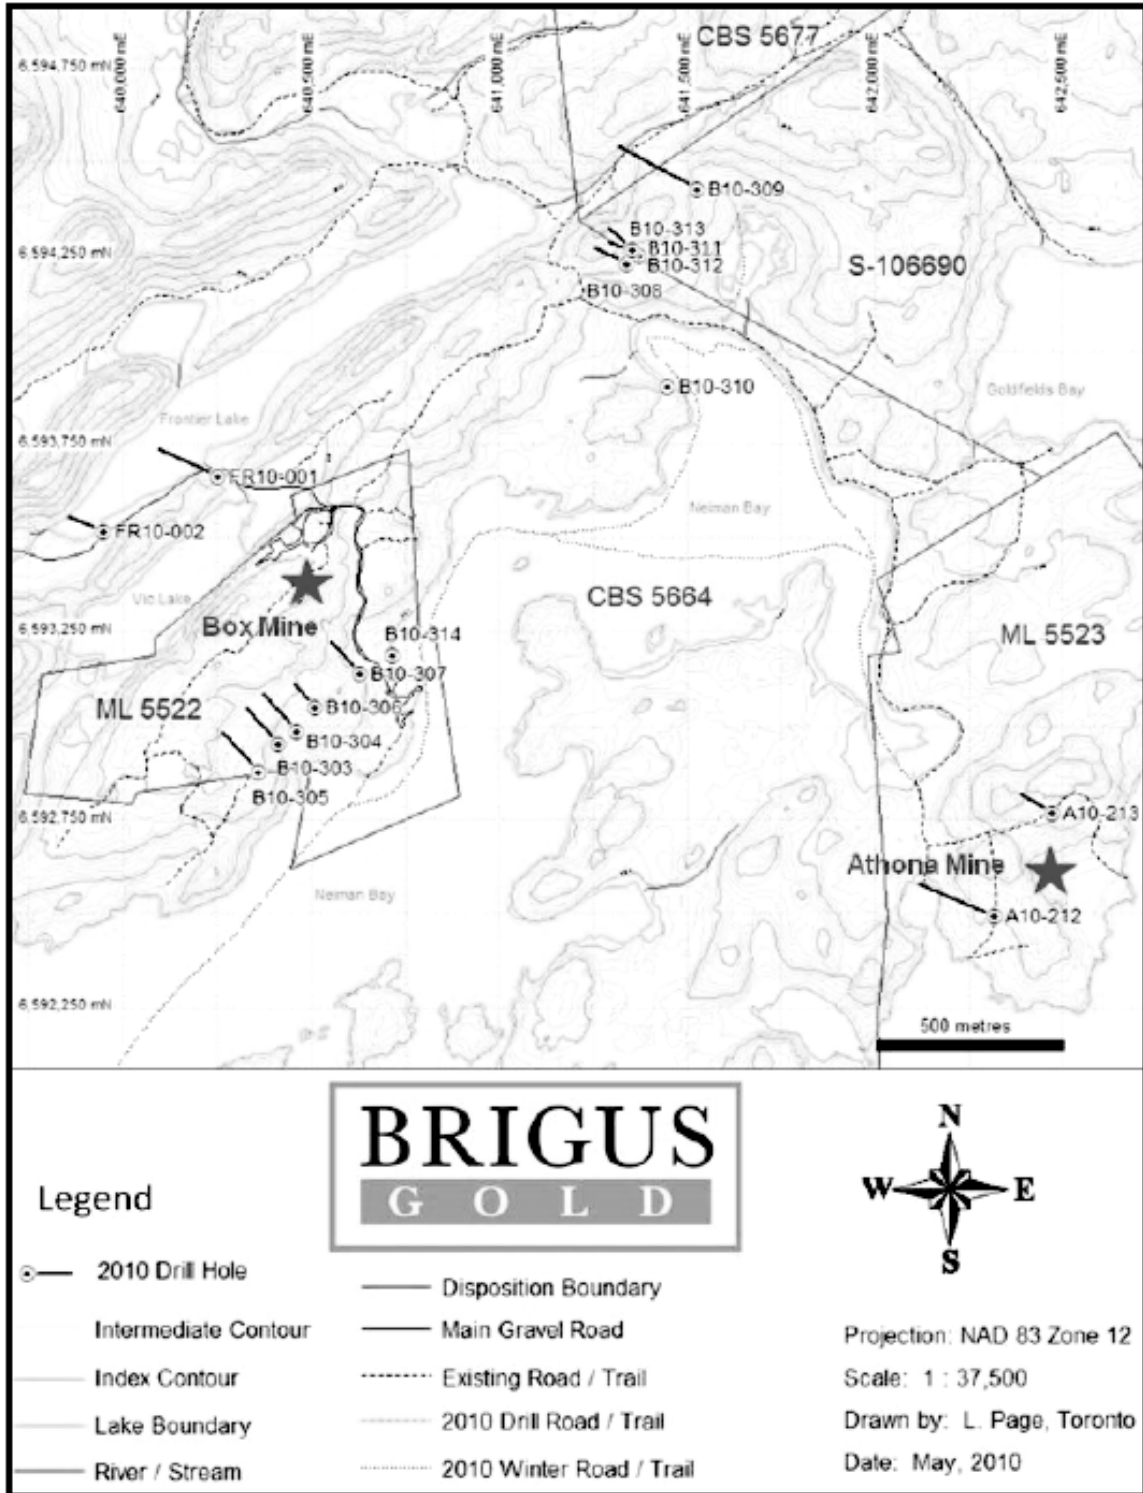 CBS 5677
6,594,750 mN
640,000 mE
640,500 mE
641,000 mE
641,500 mE
642,000 mE
642,500 mE
B10-309
B10-313
B10-311
B10-312
6,594,250 mN
S-106690
B10-308
B10-310
Goldfields Bay
Frontier Lake
6,593,750 mN
FR10-001
Neiman Bay
FR10-002
CBS 5664
Vic Lake
Box Mine
6,593,250 mN
B10-314
ML 5523
B10-307
ML 5522
B10-306
B10-304
B10-303
B10-305
6,592,750 mN
A10-213
Athona Mine
Neiman Bay
A10-212
6,592,250 mN
500 metres
BRIGUS
GOLD
Legend
2010 Drill Hole
Intermediate Contour
Index Contour
Lake Boundary
River / Stream
Disposition Boundary
Main Gravel Road
Existing Road / Trail
2010 Drill Road / Trail
2010 Winter Road / Trail
N
W
E
S
Projection: NAD 83 Zone 12
Scale: 1 : 37,500
Drawn by: L. Page, Toronto
Date: May, 2010